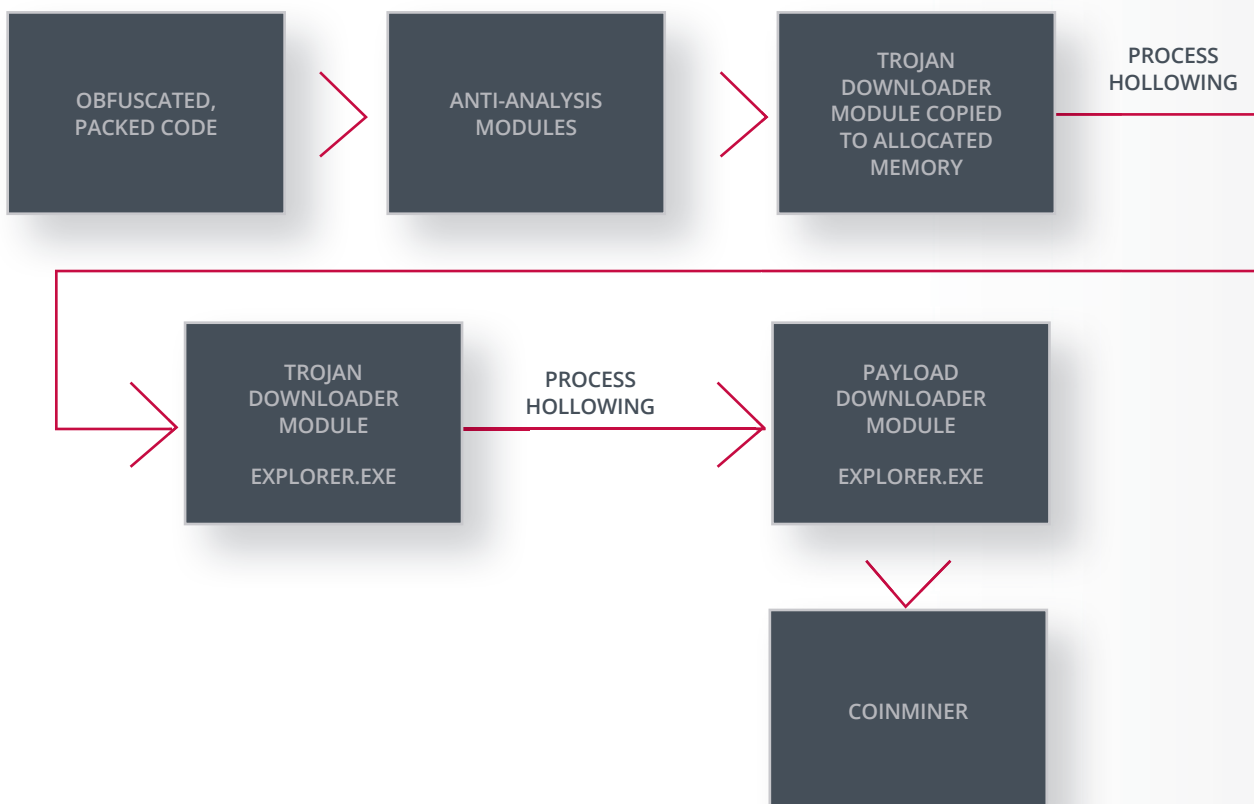 OBFUSCATED,
PACKED CODE
ANTI-ANALYSIS
MODULES
TROJAN
DOWNLOADER
MODULE COPIED
TO ALLOCATED
MEMORY
PROCESS
HOLLOWING
TROJAN
DOWNLOADER
MODULE
EXPLORER.EXE
PROCESS
HOLLOWING
PAYLOAD
DOWNLOADER
MODULE
EXPLORER.EXE
COINMINER